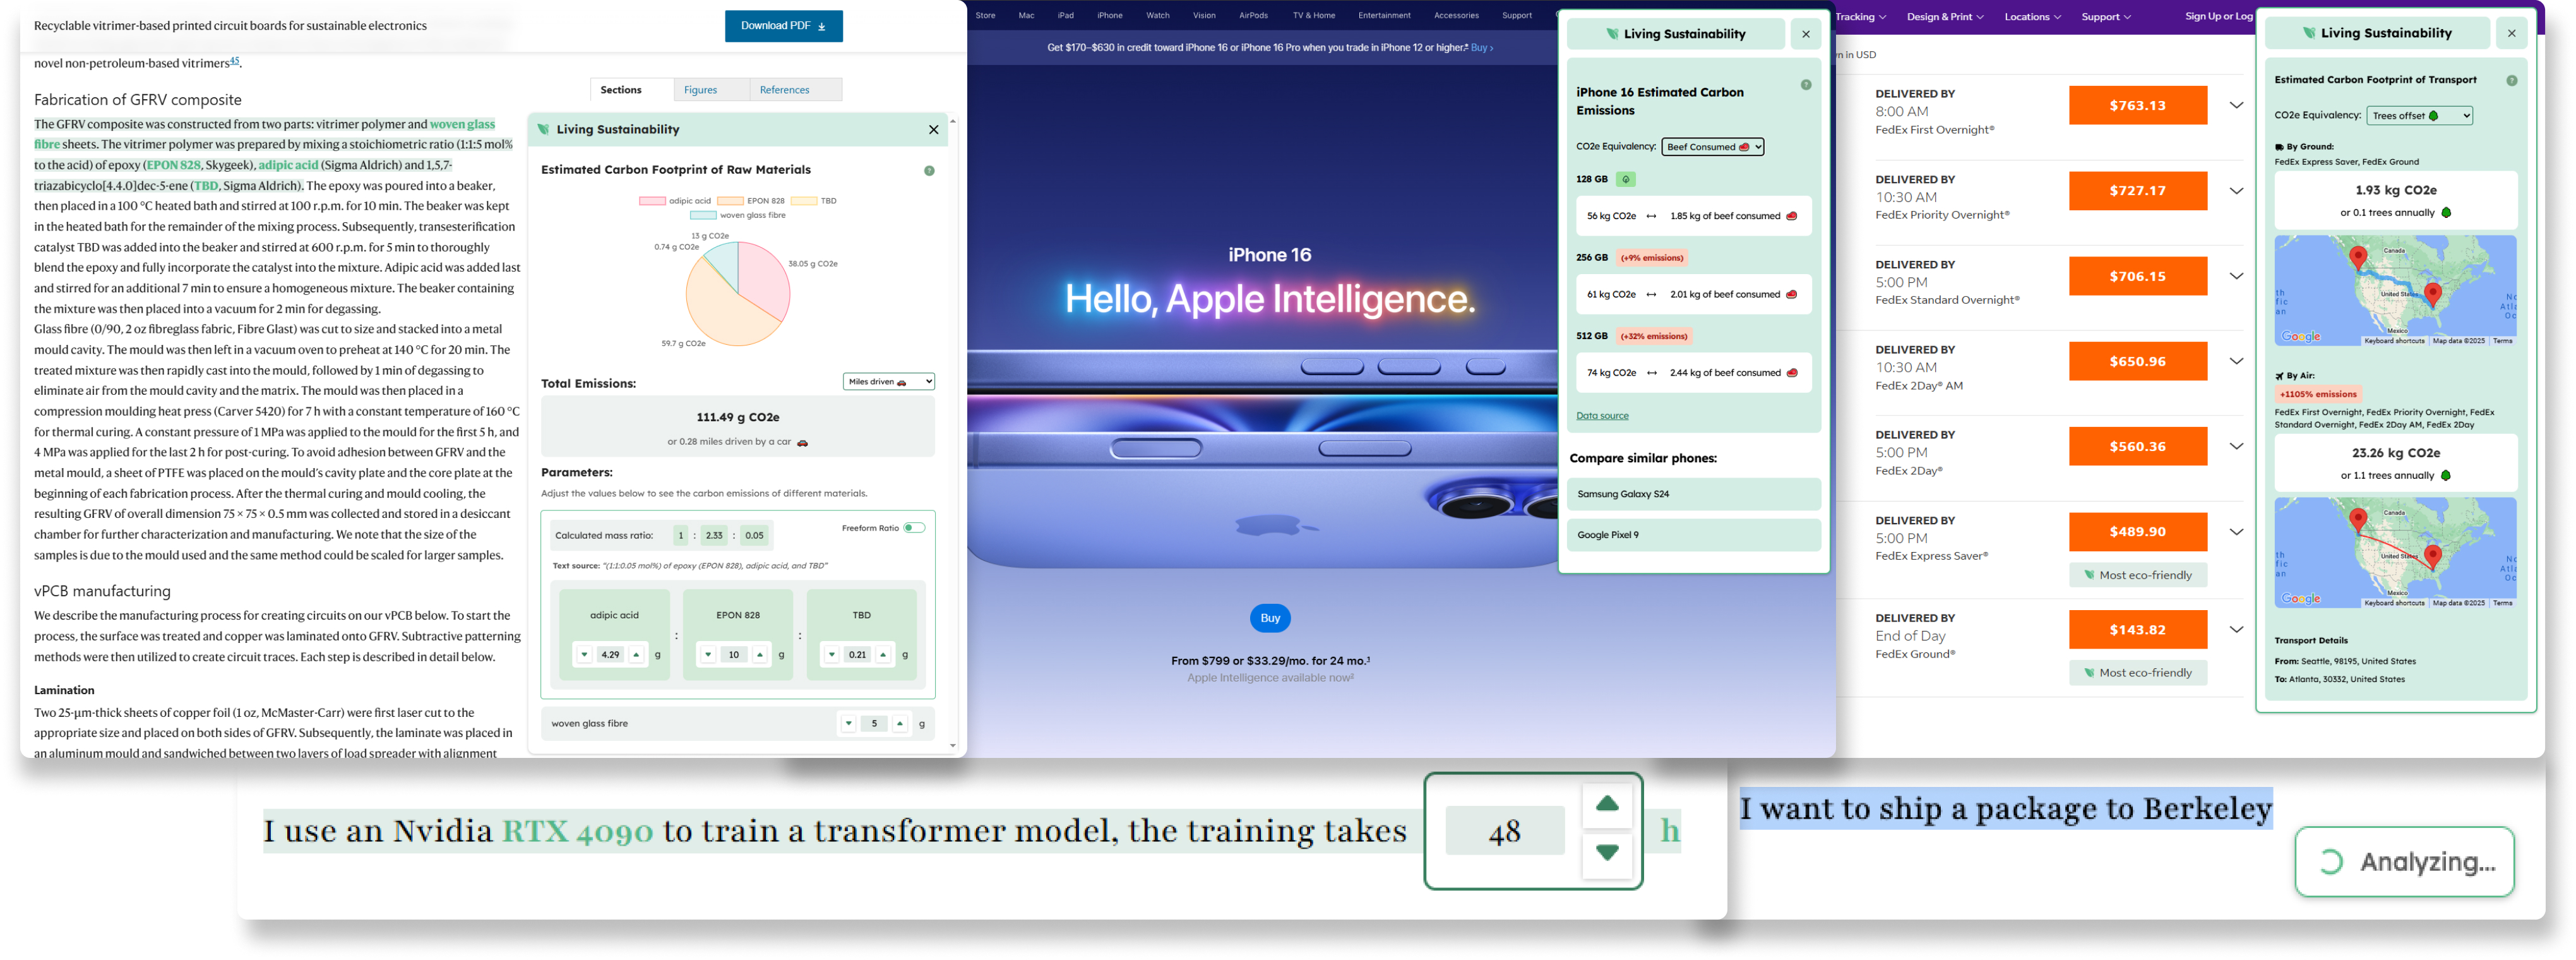 Recyclable vitrimer-based printed circuit boards for sustainable electronics
Download PDF
novel non-petroleum-based vitrimers45.
Fabrication of GFRV composite
The GFRV composite was constructed from two parts: vitrimer polymer and woven glass
fibre sheets. The vitrimer polymer was prepared by mixing a stoichiometric ratio (1:1:5 mol%
to the acid) of epoxy (EPON 828, Skygeek), adipic acid (Sigma Aldrich) and 1,5,7-
triazabicyclo[4.4.0]dec-5-ene (TBD, Sigma Aldrich). The epoxy was poured into a beaker,
then placed in a 100 °C heated bath and stirred at 100 r.p.m. for 10 min. The beaker was kept
in the heated bath for the remainder of the mixing process. Subsequently, transesterification
catalyst TBD was added into the beaker and stirred at 600 r.p.m. for 5 min to thoroughly
blend the epoxy and fully incorporate the catalyst into the mixture. Adipic acid was added last
and stirred for an additional 7 min to ensure a homogeneous mixture. The beaker containing
the mixture was then placed into a vacuum for 2 min for degassing.
Glass fibre (0/90, 2 oz fibreglass fabric, Fibre Glast) was cut to size and stacked into a metal
mould cavity. The mould was then left in a vacuum oven to preheat at 140 °C for 20 min. The
treated mixture was then rapidly cast into the mould, followed by 1 min of degassing to
eliminate air from the mould cavity and the matrix. The mould was then placed in a
compression moulding heat press (Carver 5420) for 7 h with a constant temperature of 160 °C
for thermal curing. A constant pressure of 1 MPa was applied to the mould for the first 5 h, and
4 MPa was applied for the last 2 h for post-curing. To avoid adhesion between GFRV and the
metal mould, a sheet of PTFE was placed on the mould's cavity plate and the core plate at the
beginning of each fabrication process. After the thermal curing and mould cooling, the
resulting GFRV of overall dimension 75 × 75 × 0.5 mm was collected and stored in a desiccant
chamber for further characterization and manufacturing. We note that the size of the
samples is due to the mould used and the same method could be scaled for larger samples.
vPCB manufacturing
We describe the manufacturing process for creating circuits on our vPCB below. To start the
process, the surface was treated and copper was laminated onto GFRV. Subtractive patterning
methods were then utilized to create circuit traces. Each step is described in detail below.
Lamination
Two 25-μm-thick sheets of copper foil (1 oz, McMaster-Carr) were first laser cut to the
appropriate size and placed on both sides of GFRV. Subsequently, the laminate was placed in
an aluminum mould and sandwiched between two layers of load spreader with alignment
Sections Figures References
Living Sustainability
Estimated Carbon Footprint of Raw Materials
?
adipic acid EPON 828 TBD
woven glass fibre
13 g CO2e
0.74 g CO2e
38.05 g CO2e
59.7 g CO2e
Total Emissions:
Miles driven
111.49 g CO2e
or 0.28 miles driven by a car
Parameters:
Adjust the values below to see the carbon emissions of different materials.
Calculated mass ratio: 1 : 2.33 : 0.05
Freeform Ratio
Text source: "(1:1:0.05 mol%) of epoxy (EPON 828), adipic acid, and TBD"
adipic acid : EPON 828 : TBD
4.29 g 10 g 0.21 g
woven glass fibre 5 g
Store Mac iPad iPhone Watch Vision AirPods TV & Home Entertainment Accessories Support
Get $170–$630 in credit toward iPhone 16 or iPhone 16 Pro when you trade in iPhone 12 or higher.* Buy >
iPhone 16
Hello, Apple Intelligence.
Buy
From $799 or $33.29/mo. for 24 mo.‡
Apple Intelligence available now²
Living Sustainability
iPhone 16 Estimated Carbon
Emissions
?
CO2e Equivalency: Beef Consumed
128 GB
56 kg CO2e ↔ 1.85 kg of beef consumed
256 GB (+9% emissions)
61 kg CO2e ↔ 2.01 kg of beef consumed
512 GB (+32% emissions)
74 kg CO2e ↔ 2.44 kg of beef consumed
Data source
Compare similar phones:
Samsung Galaxy S24
Google Pixel 9
Tracking Design & Print Locations Support Sign Up or Log
n in USD
DELIVERED BY
8:00 AM
FedEx First Overnight®
$763.13
DELIVERED BY
10:30 AM
FedEx Priority Overnight®
$727.17
DELIVERED BY
5:00 PM
FedEx Standard Overnight®
$706.15
DELIVERED BY
10:30 AM
FedEx 2Day® AM
$650.96
DELIVERED BY
5:00 PM
FedEx 2Day®
$560.36
DELIVERED BY
5:00 PM
FedEx Express Saver®
$489.90
Most eco-friendly
DELIVERED BY
End of Day
FedEx Ground®
$143.82
Most eco-friendly
Living Sustainability
Estimated Carbon Footprint of Transport
?
CO2e Equivalency: Trees offset
By Ground:
FedEx Express Saver, FedEx Ground
1.93 kg CO2e
or 0.1 trees annually
Canada
United States
Mexico
Google
Keyboard shortcuts Map data ©2025 Terms
By Air:
+1105% emissions
FedEx First Overnight, FedEx Priority Overnight, FedEx
Standard Overnight, FedEx 2Day AM, FedEx 2Day
23.26 kg CO2e
or 1.1 trees annually
Canada
United States
Mexico
Google
Keyboard shortcuts Map data ©2025 Terms
Transport Details
From: Seattle, 98195, United States
To: Atlanta, 30332, United States
I use an Nvidia RTX 4090 to train a transformer model, the training takes 48 h
I want to ship a package to Berkeley
Analyzing...